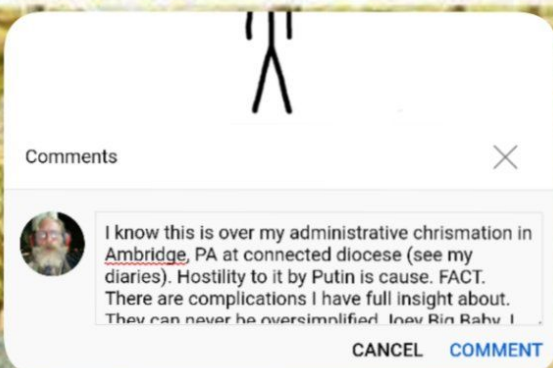 Comments
I know this is over my administrative chrismation in
Ambridge, PA at connected diocese (see my
diaries). Hostility to it by Putin is cause. FACT.
There are complications I have full insight about.
They can never be oversimplified. Joey Big Baby. I
CANCEL COMMENT